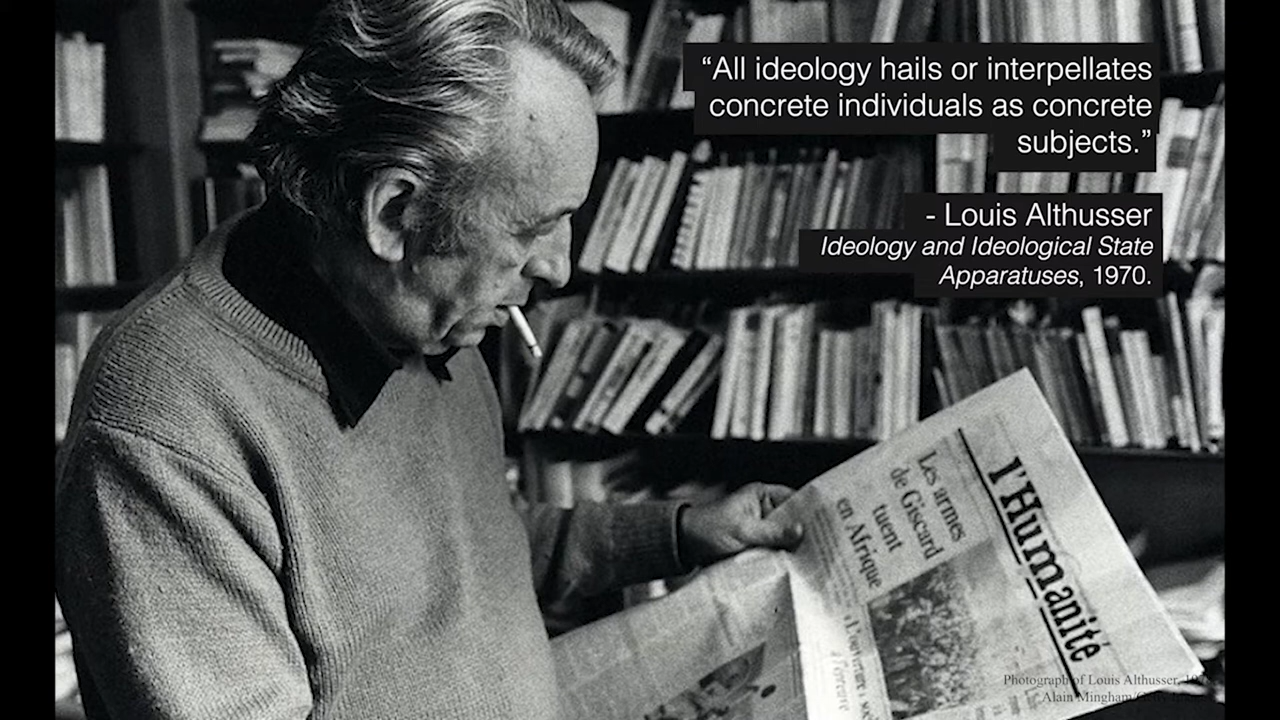 “All ideology hails or interpellates
concrete individuals as concrete
subjects.”
- Louis Althusser
Ideology and Ideological State
Apparatuses, 1970.
l'Humanité
Les armes
de Giscard
tuent
en Afrique
Photograph of Louis Althusser,
Alain Mingham/